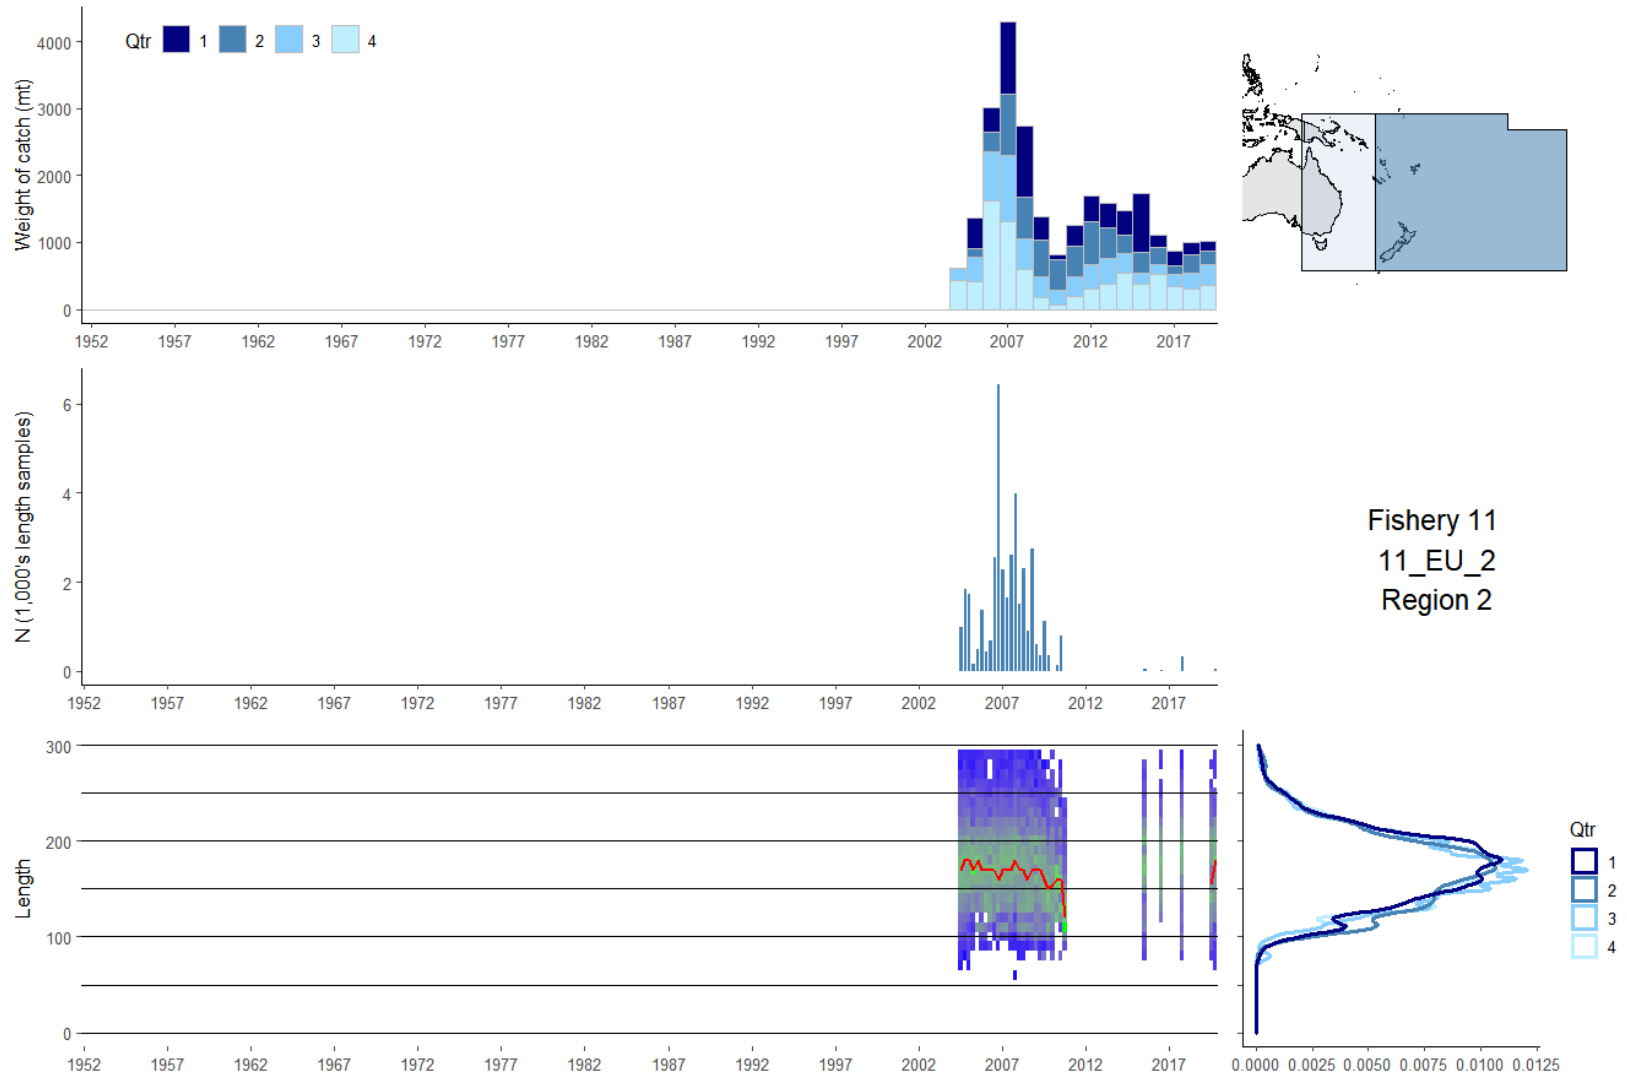 Qtr 1 2 3 4
Weight of catch (mt)
4000
3000
2000
1000
0
1952 1957 1962 1967 1972 1977 1982 1987 1992 1997 2002 2007 2012 2017
N (1,000's length samples)
6
4
2
0
1952 1957 1962 1967 1972 1977 1982 1987 1992 1997 2002 2007 2012 2017
Fishery 11
11_EU_2
Region 2
Length
300
200
100
0
1952 1957 1962 1967 1972 1977 1982 1987 1992 1997 2002 2007 2012 2017
0.0000 0.0025 0.0050 0.0075 0.0100 0.0125
Qtr
1
2
3
4